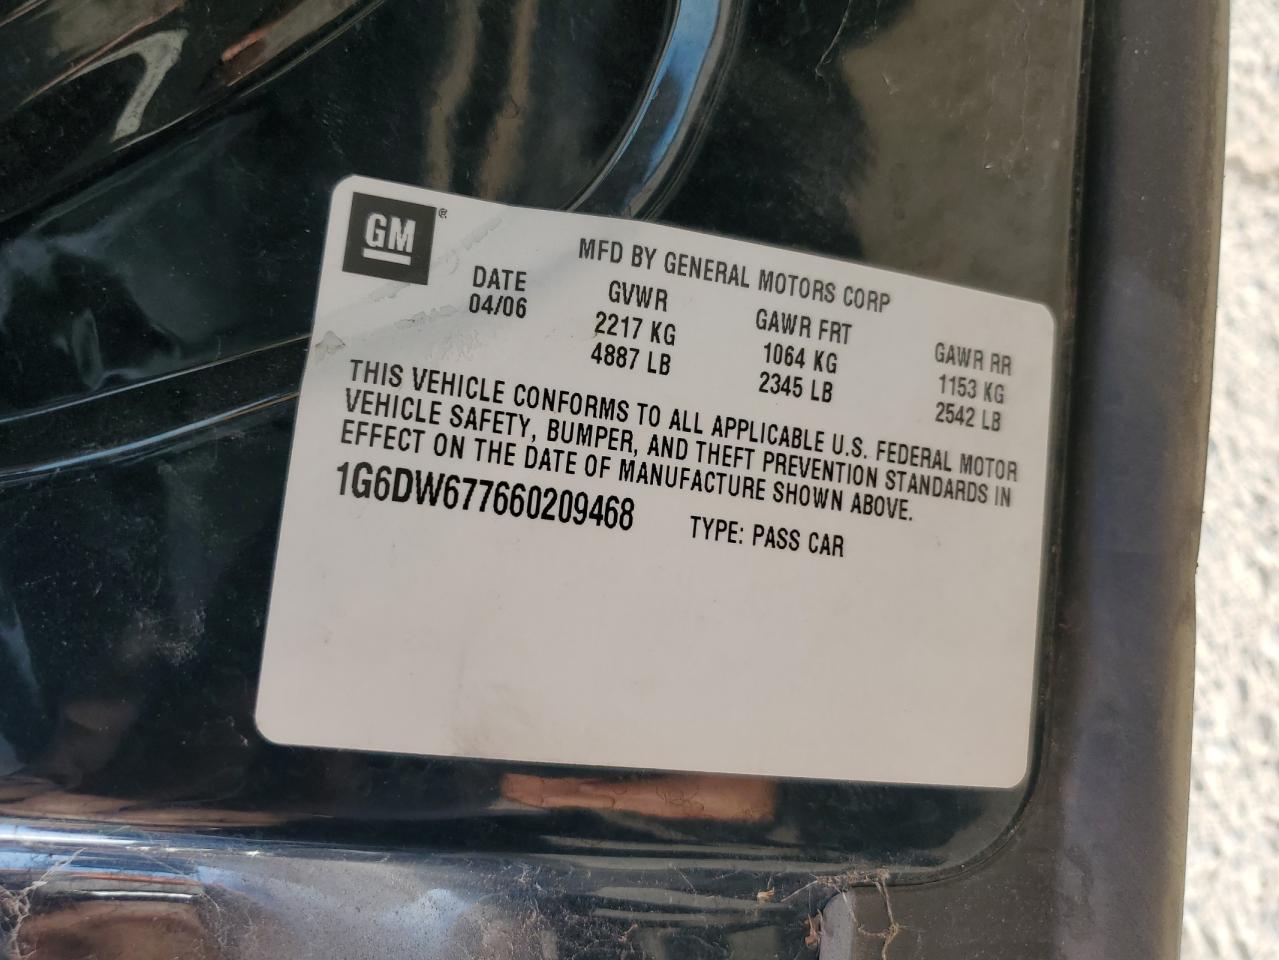 GM®
MFD BY GENERAL MOTORS CORP
DATE GVWR GAWR FRT GAWR RR
04/06 2217 KG 1064 KG 1153 KG
4887 LB 2345 LB 2542 LB
THIS VEHICLE CONFORMS TO ALL APPLICABLE U.S. FEDERAL MOTOR
VEHICLE SAFETY, BUMPER, AND THEFT PREVENTION STANDARDS IN
EFFECT ON THE DATE OF MANUFACTURE SHOWN ABOVE.
1G6DW677660209468 TYPE: PASS CAR